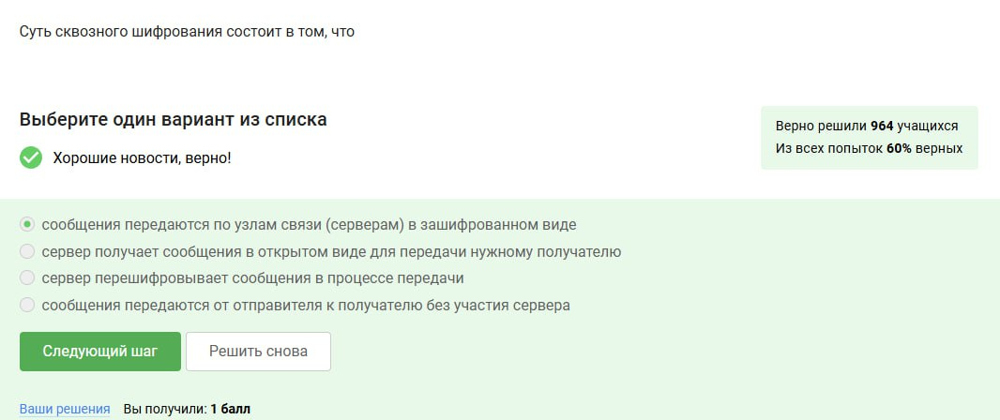 Суть сквозного шифрования состоит в том, что
Выберите один вариант из списка
Хорошие новости, верно!
Верно решили 964 учащихся
Из всех попыток 60% верных
сообщения передаются по узлам связи (серверам) в зашифрованном виде
сервер получает сообщения в открытом виде для передачи нужному получателю
сервер перешифровывает сообщения в процессе передачи
сообщения передаются от отправителя к получателю без участия сервера
Следующий шаг
Решить снова
Ваши решения Вы получили: 1 балл